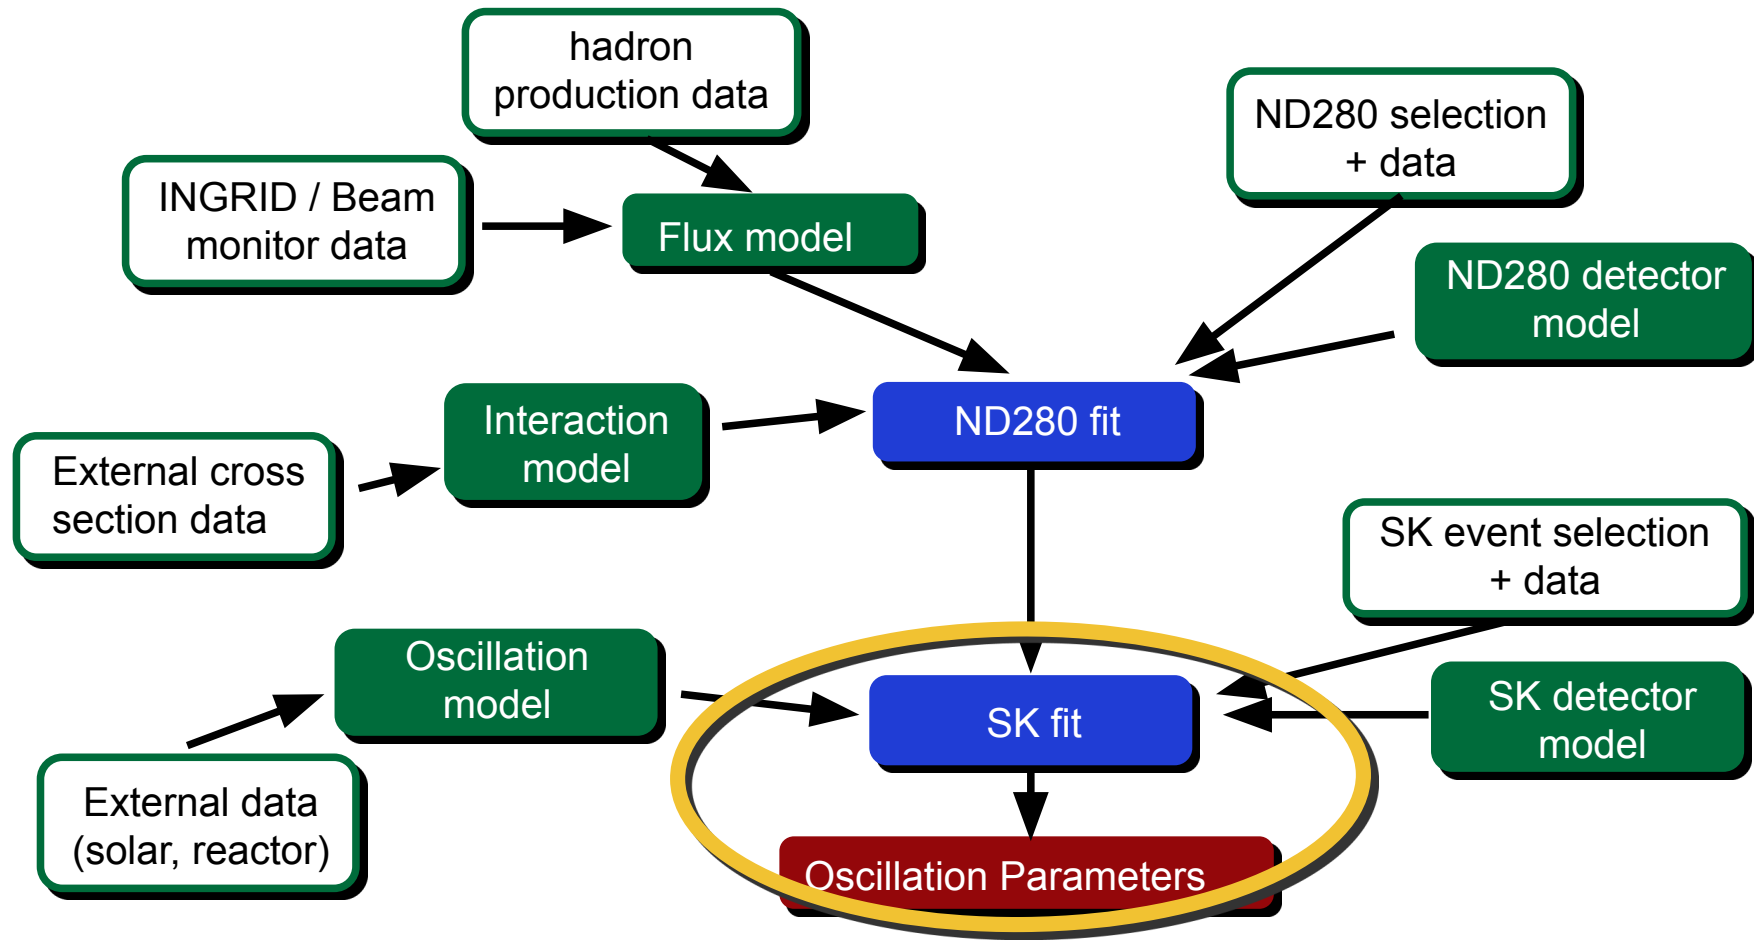 hadron
production data
ND280 selection
+ data
INGRID / Beam
monitor data
Flux model
ND280 detector
model
Interaction
model
ND280 fit
External cross
section data
SK event selection
+ data
Oscillation
model
SK fit
SK detector
model
External data
(solar, reactor)
Oscillation Parameters